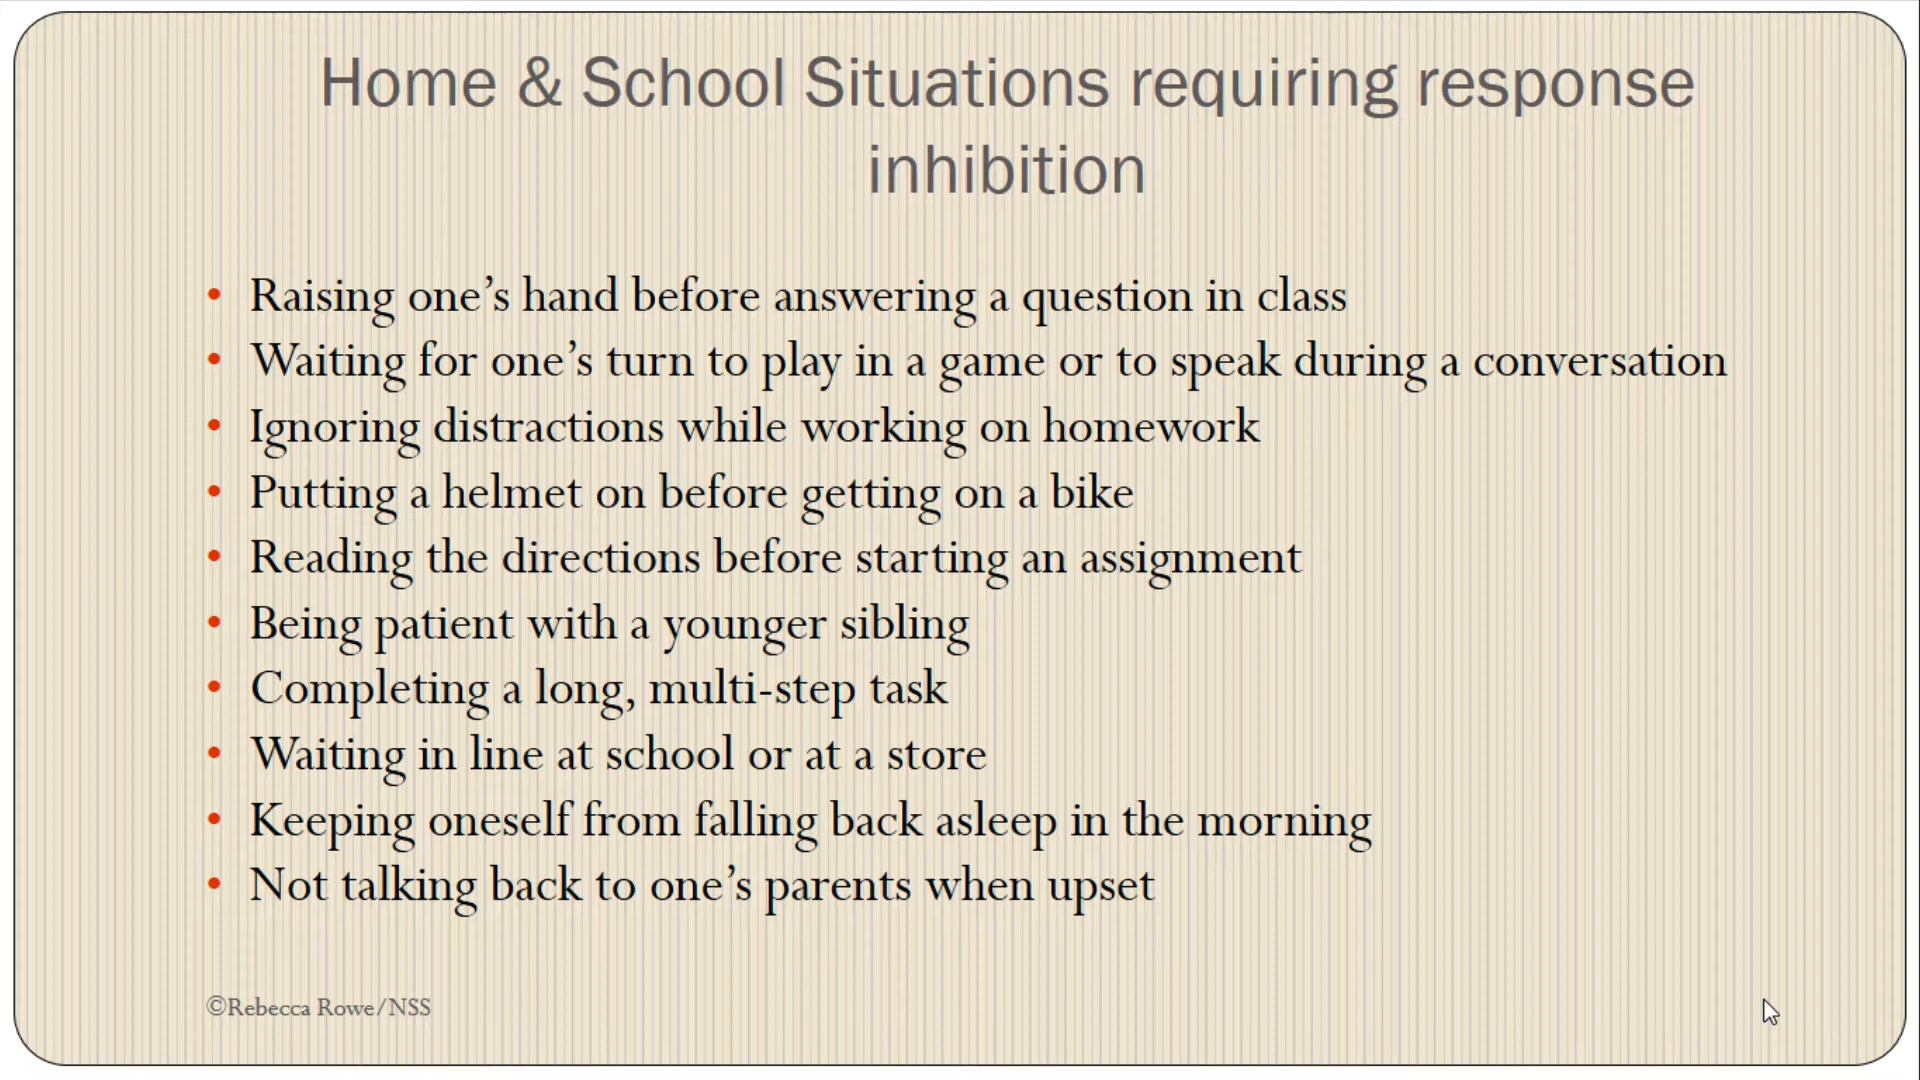 Home & School Situations requiring response
inhibition
• Raising one’s hand before answering a question in class
• Waiting for one’s turn to play in a game or to speak during a conversation
• Ignoring distractions while working on homework
• Putting a helmet on before getting on a bike
• Reading the directions before starting an assignment
• Being patient with a younger sibling
• Completing a long, multi-step task
• Waiting in line at school or at a store
• Keeping oneself from falling back asleep in the morning
• Not talking back to one’s parents when upset
©Rebecca Rowe/NSS